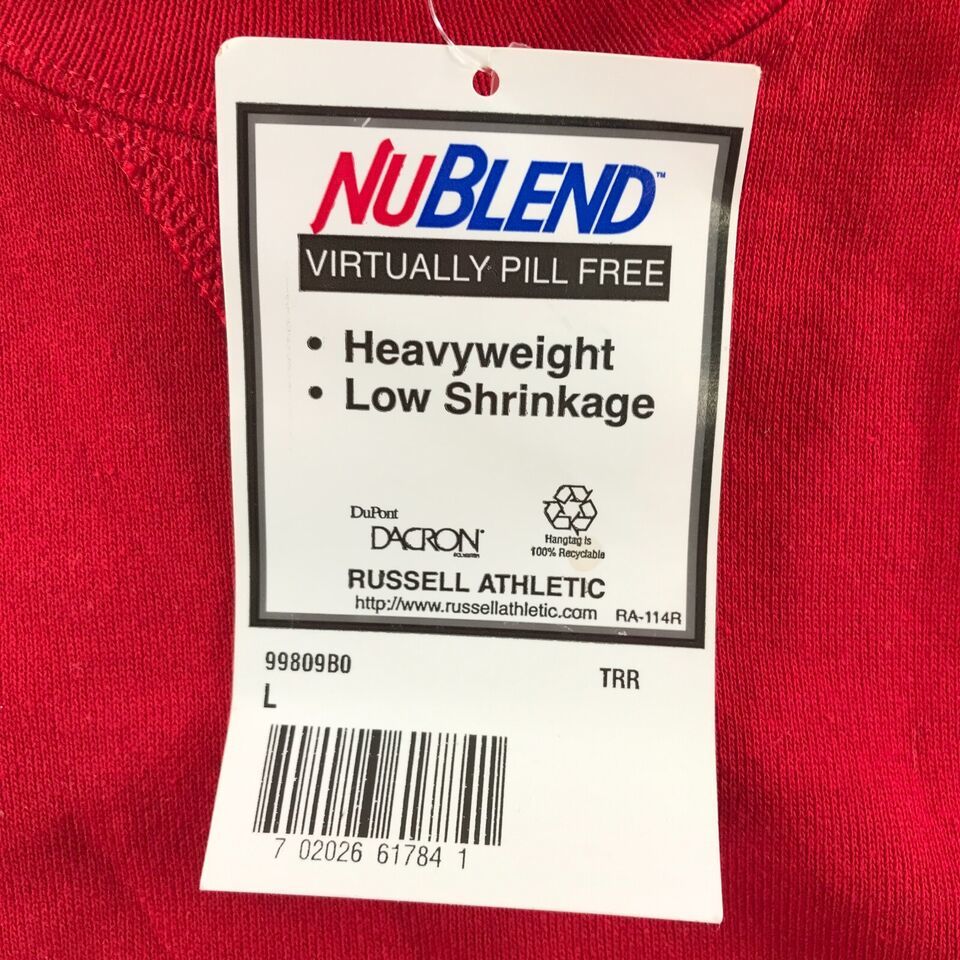 NUBLEND™
VIRTUALLY PILL FREE
• Heavyweight
• Low Shrinkage
DuPont
DACRON®
POLYESTER
Hangtag is
100% Recyclable
RUSSELL ATHLETIC
http://www.russellathletic.com RA-114R
99809B0 TRR
L
7 02026 61784 1